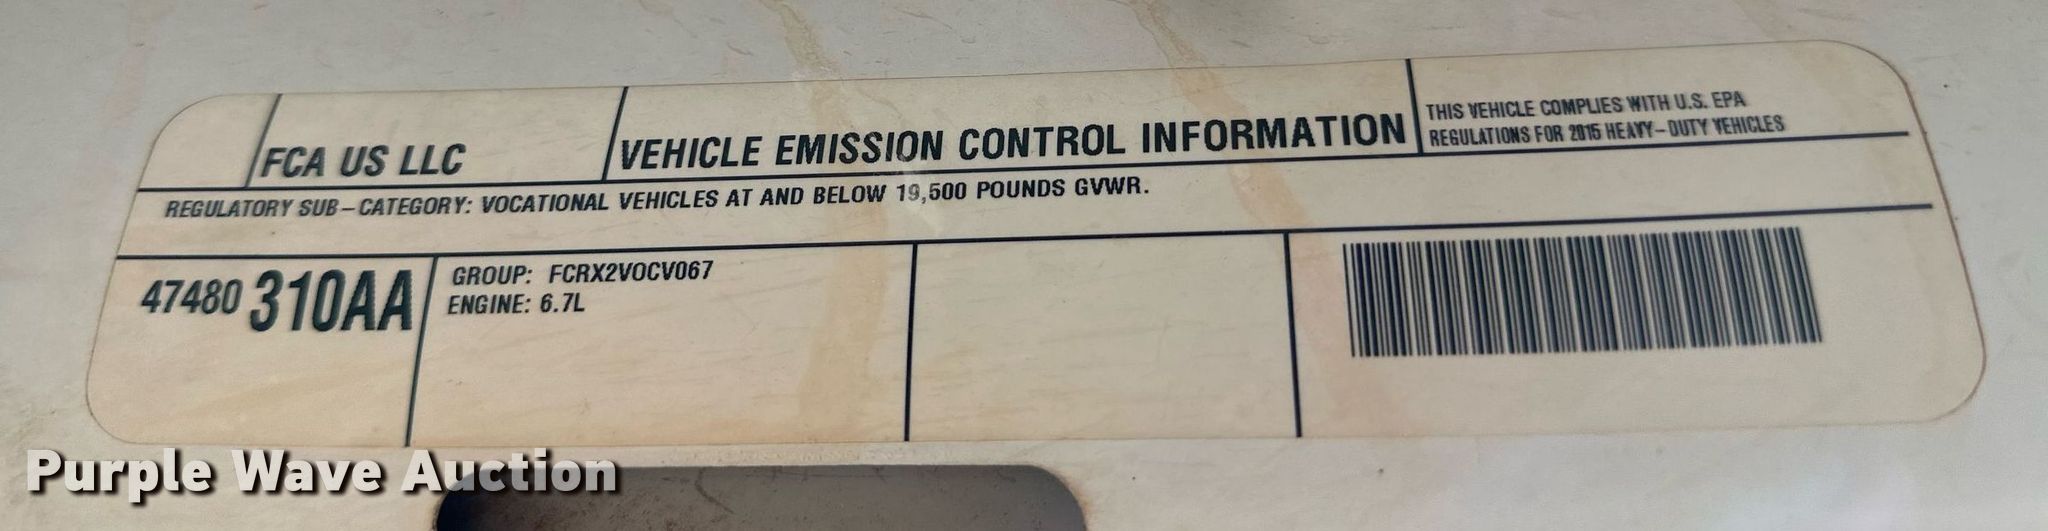 FCA US LLC
VEHICLE EMISSION CONTROL INFORMATION
THIS VEHICLE COMPLIES WITH U.S. EPA
REGULATIONS FOR 2015 HEAVY-DUTY VEHICLES
REGULATORY SUB-CATEGORY: VOCATIONAL VEHICLES AT AND BELOW 19,500 POUNDS GVWR.
47480 310AA
GROUP: FCRX2VOCV067
ENGINE: 6.7L
Purple Wave Auction